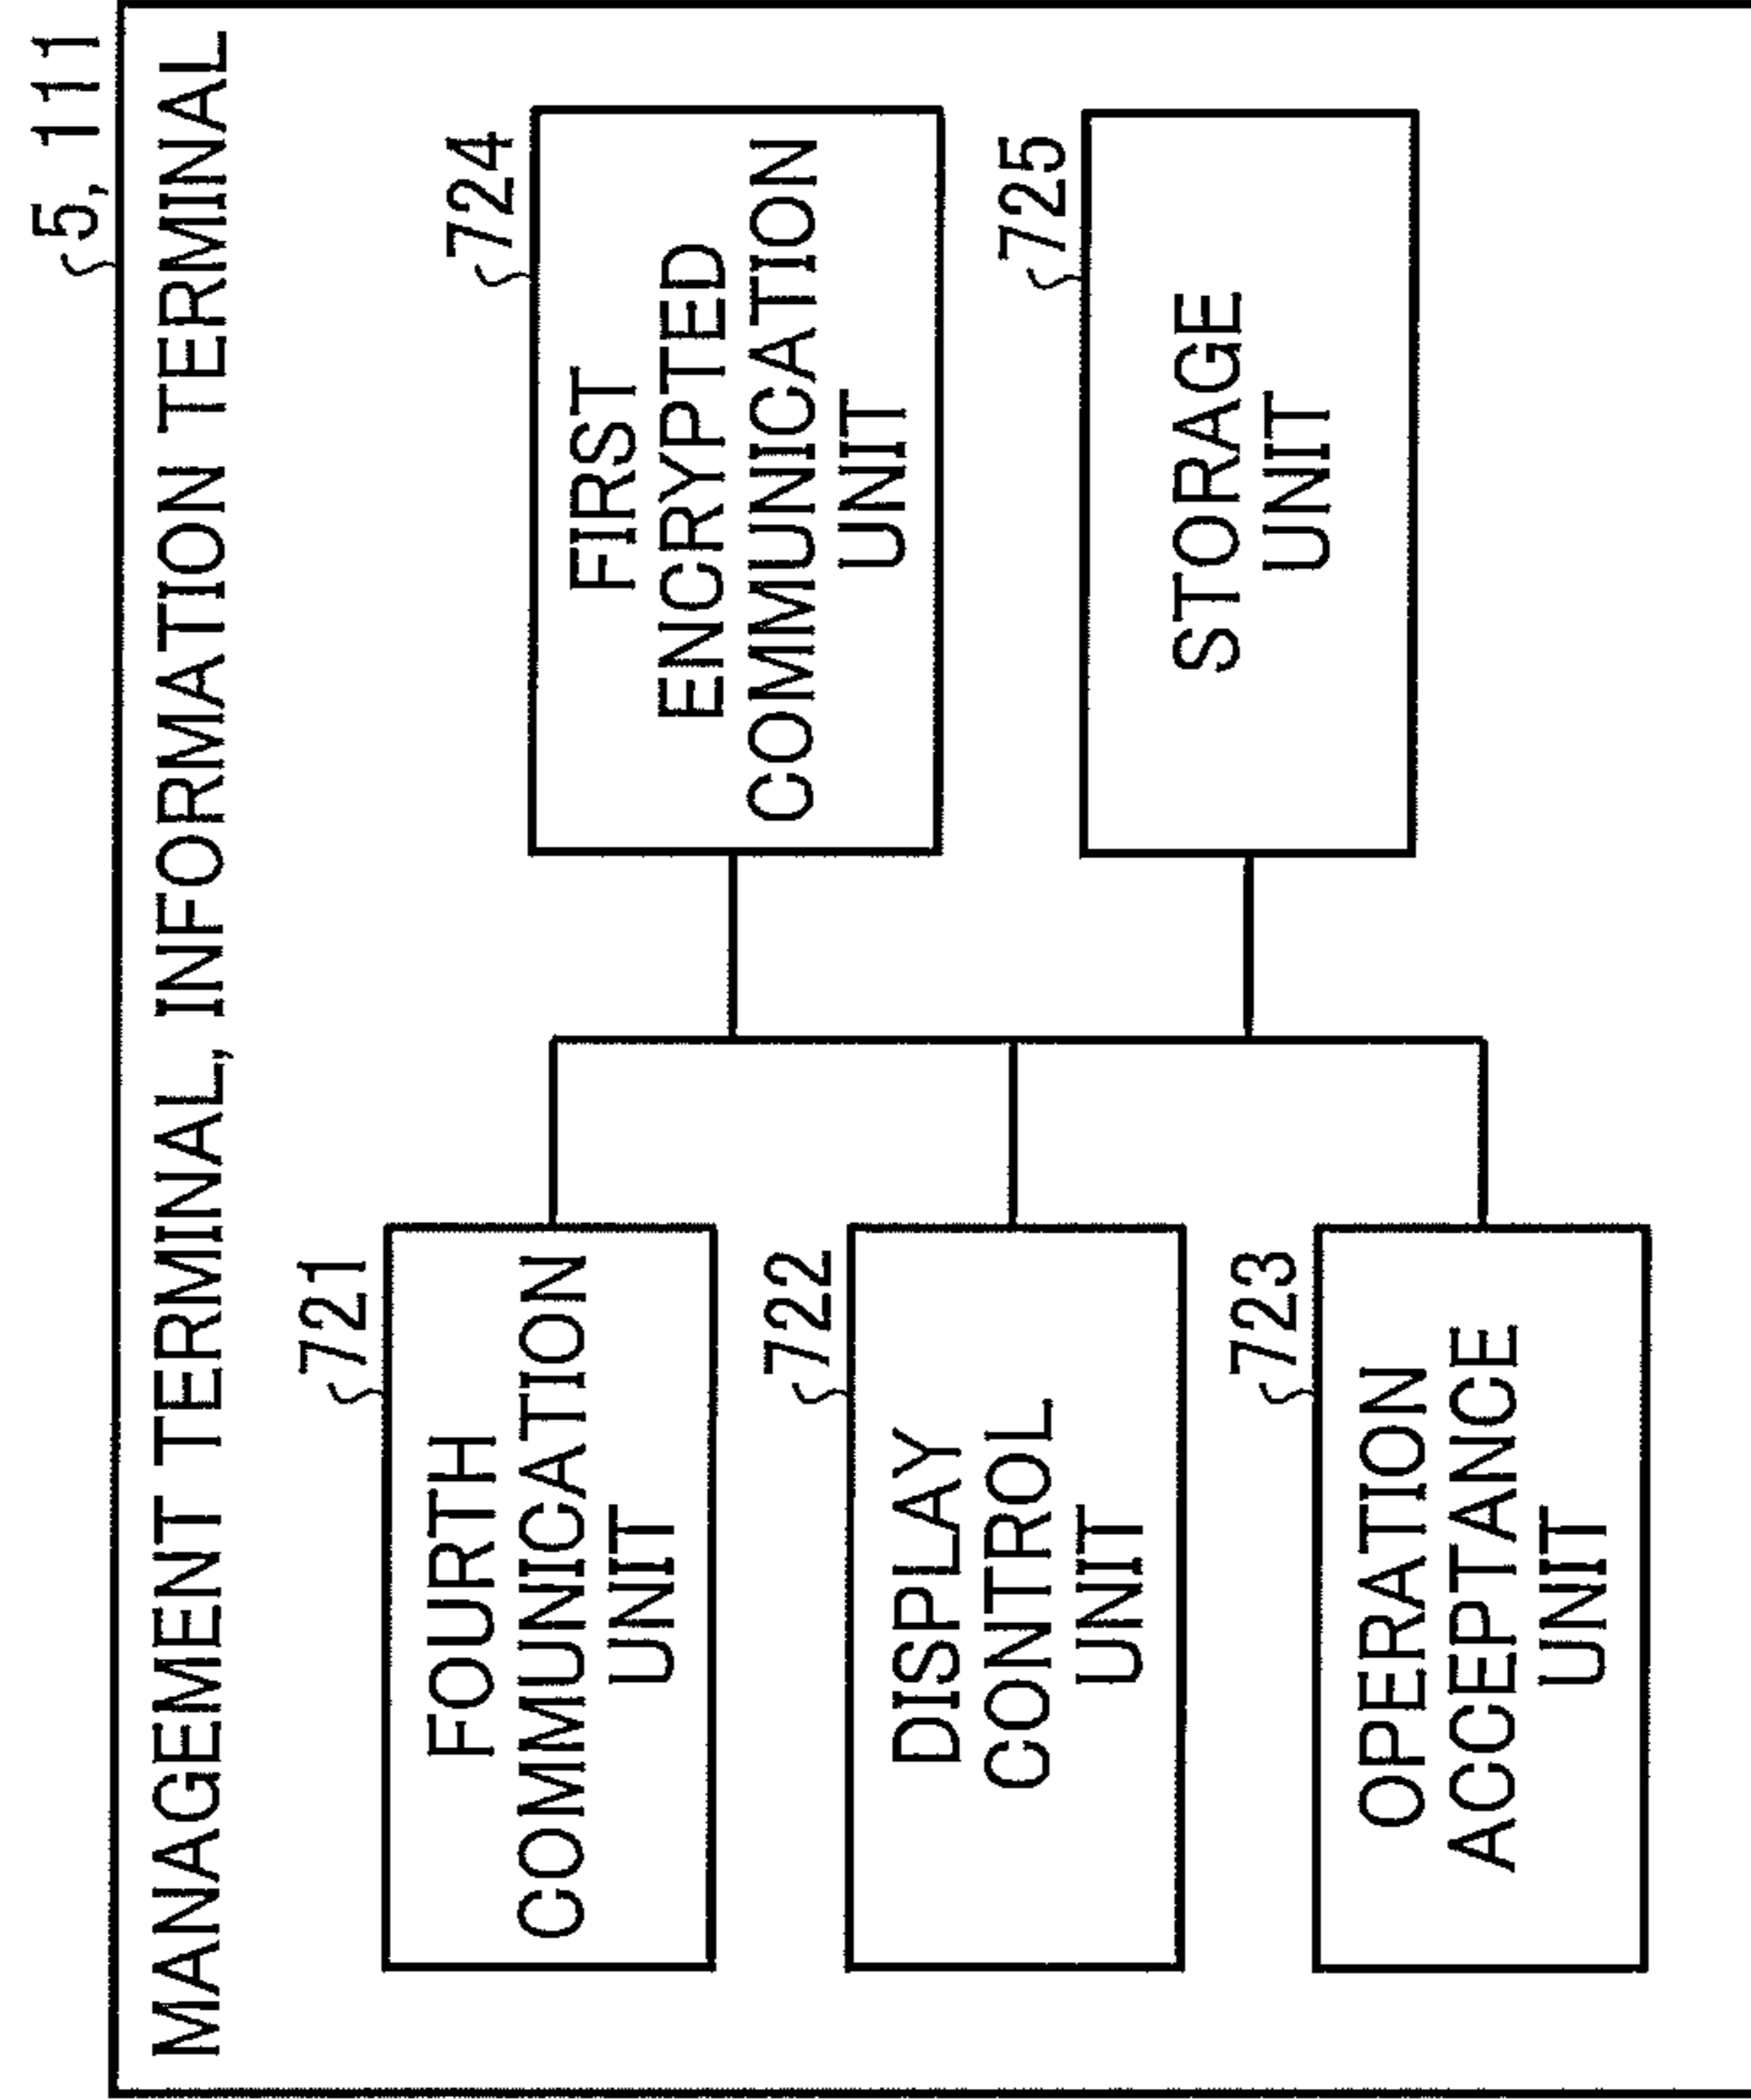 5, 111
MANAGEMENT TERMINAL, INFORMATION TERMINAL
721
FOURTH
COMMUNICATION
UNIT
722
DISPLAY
CONTROL
UNIT
723
OPERATION
ACCEPTANCE
UNIT
724
FIRST
ENCRYPTED
COMMUNICATION
UNIT
725
STORAGE
UNIT